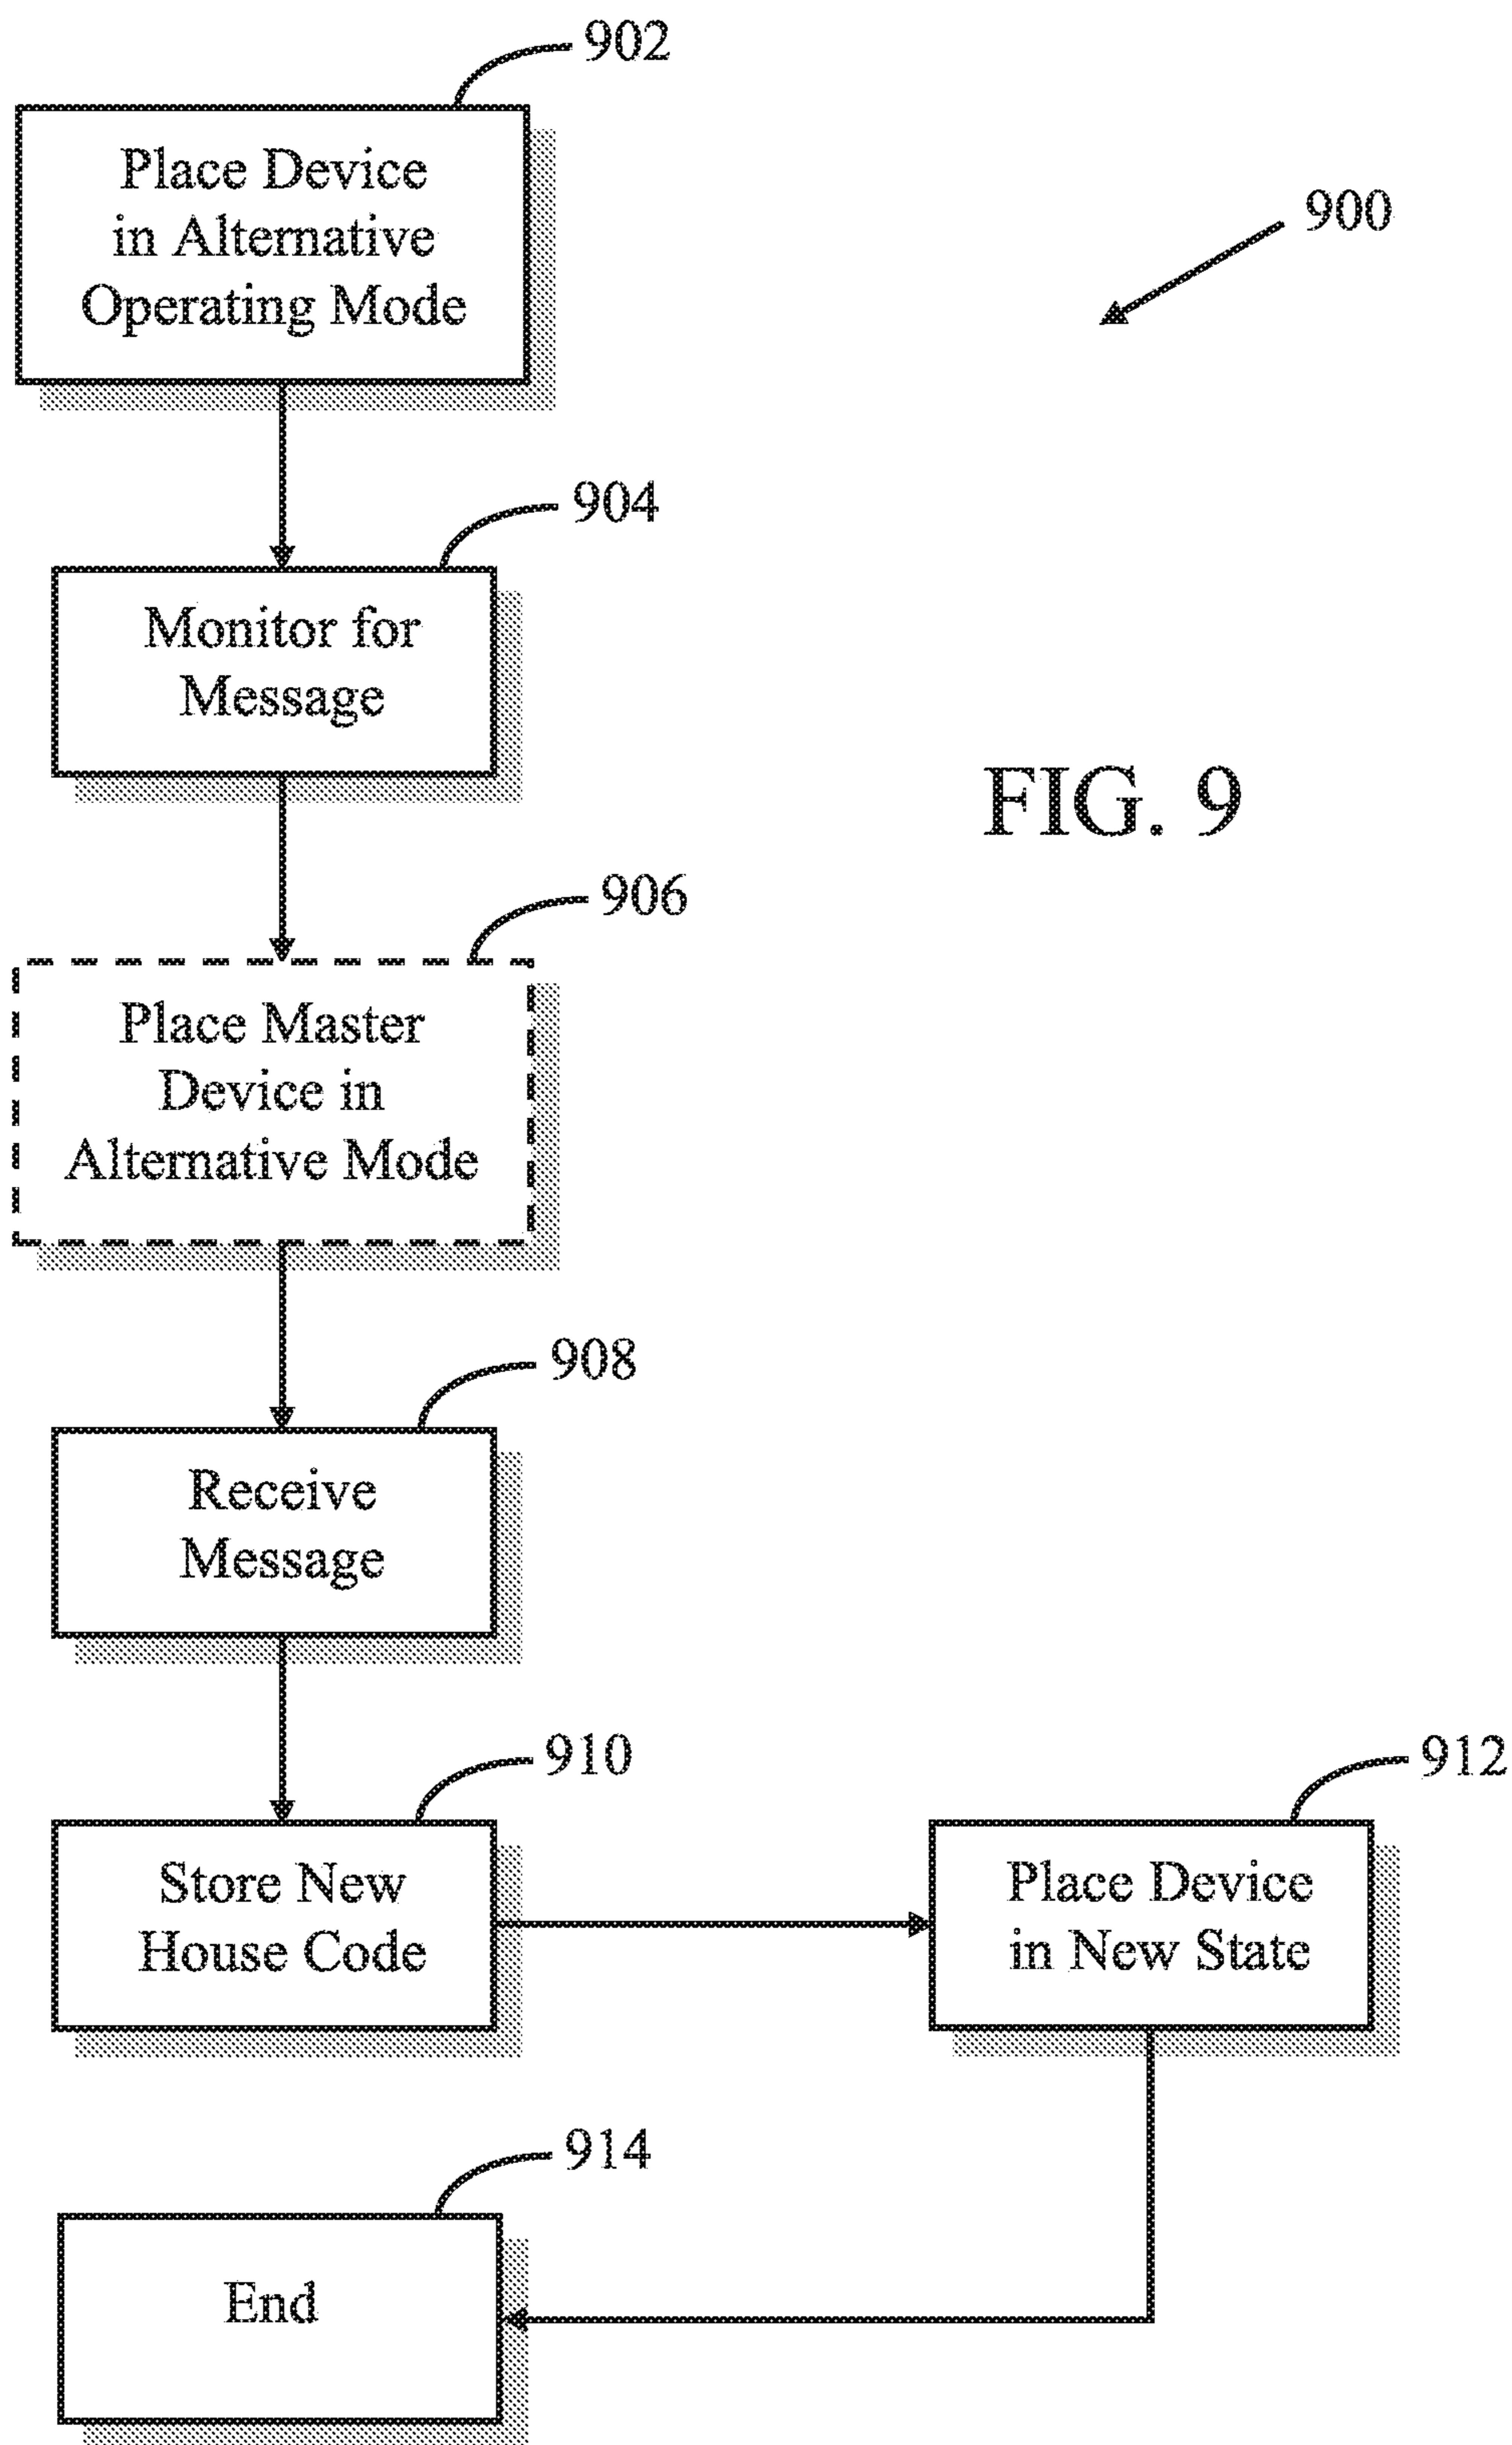 902
Place Device
in Alternative
Operating Mode
900
904
Monitor for
Message
FIG. 9
906
Place Master
Device in
Alternative Mode
908
Receive
Message
910
Store New
House Code
912
Place Device
in New State
914
End